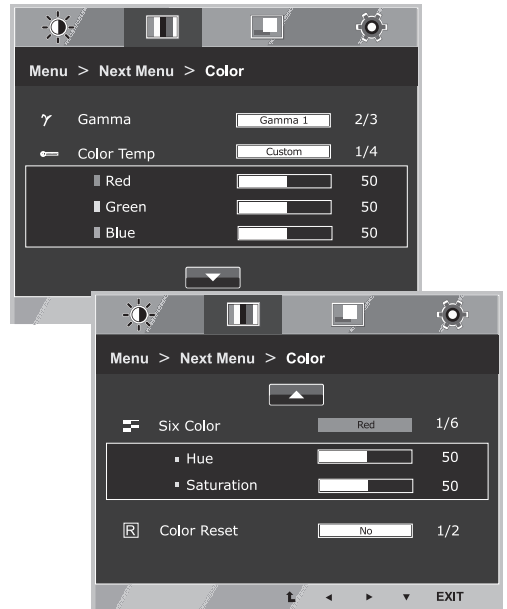 Menu > Next Menu > Color
Gamma Gamma 1 2/3
Color Temp Custom 1/4
Red 50
Green 50
Blue 50
Menu > Next Menu > Color
Six Color Red 1/6
Hue 50
Saturation 50
R Color Reset No 1/2
EXIT